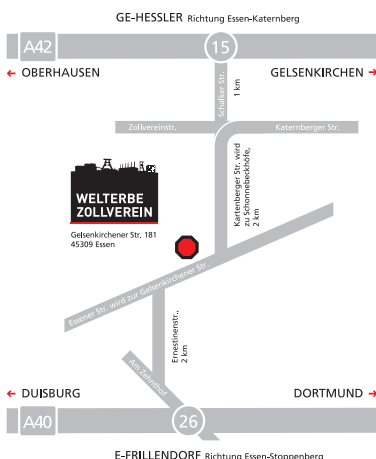 GE-HESSLER Richtung Essen-Katernberg
A42
15
← OBERHAUSEN
GELSENKIRCHEN →
Schalker Str.
1 km
Zollvereinstr.
Katernberger Str.
Kartenberger Str. wird
zu Schonnebeckhöfe,
2 km
WELTERBE
ZOLLVEREIN
Gelsenkirchener Str. 181
45309 Essen
Essener Str. wird zur Gelsenkirchener Str.
Ernestinenstr.,
2 km
Am Zehnthof
← DUISBURG
DORTMUND →
A40
26
E-FRILLENDORF Richtung Essen-Stoppenberg